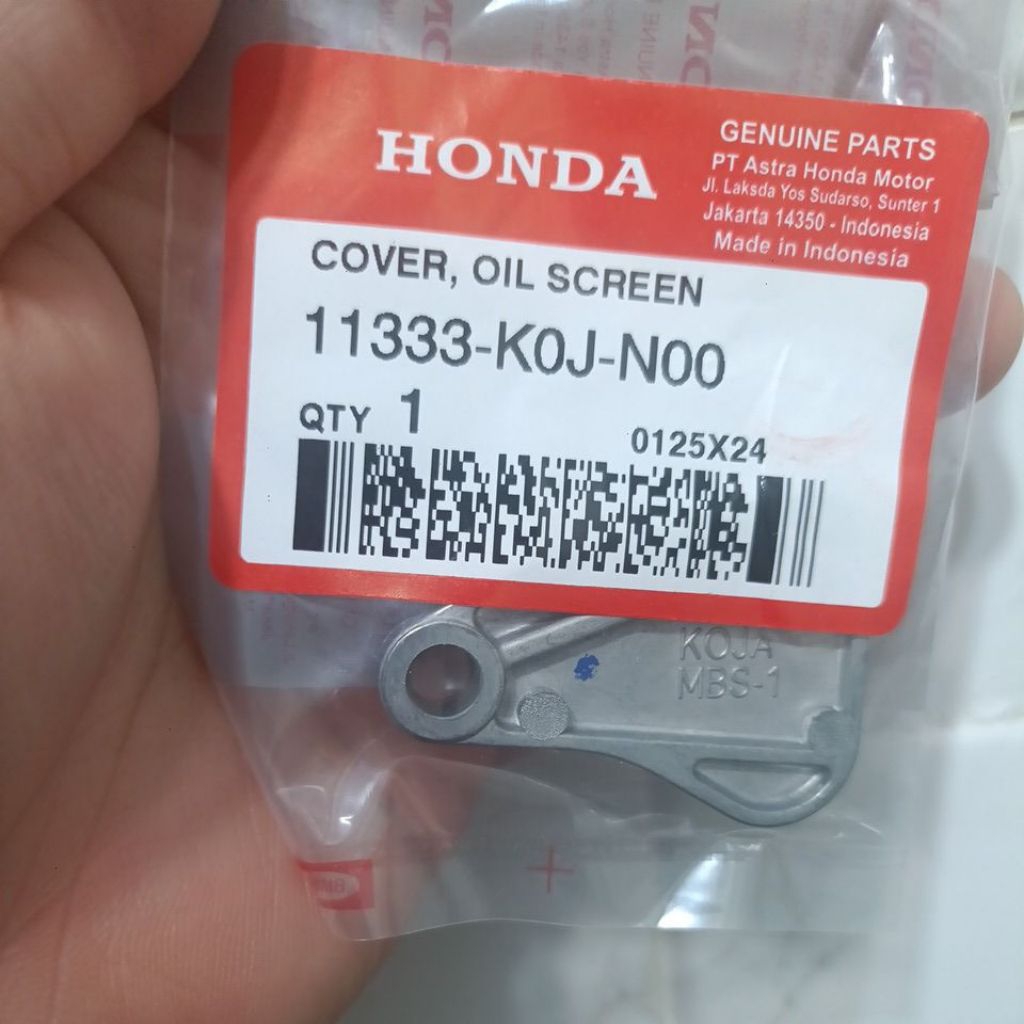 HONDA
GENUINE PARTS
PT Astra Honda Motor
Jl. Laksda Yos Sudarso, Sunter 1
Jakarta 14350 - Indonesia
Made in Indonesia
COVER, OIL SCREEN
11333-K0J-N00
QTY 1
0125X24
KOJA
MBS-1